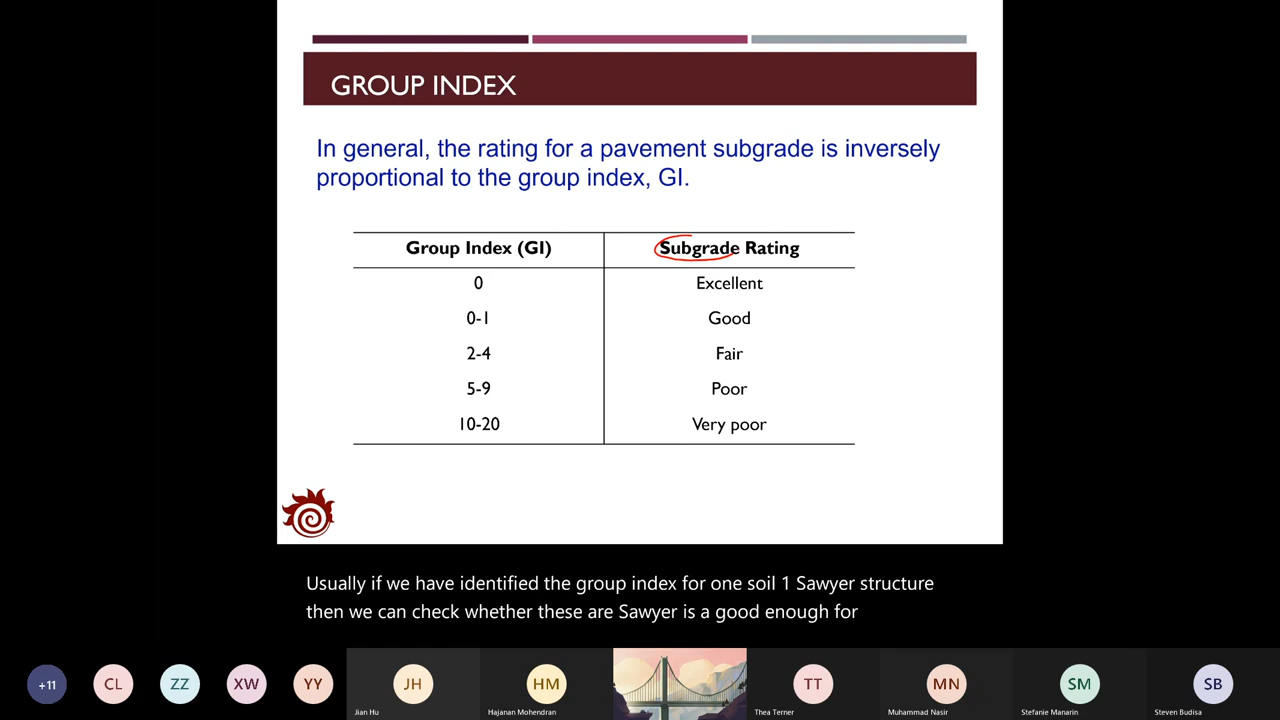 GROUP INDEX
In general, the rating for a pavement subgrade is inversely
proportional to the group index, GI.
Group Index (GI) Subgrade Rating
0 Excellent
0-1 Good
2-4 Fair
5-9 Poor
10-20 Very poor
Usually if we have identified the group index for one soil 1 Sawyer structure
then we can check whether these are Sawyer is a good enough for
+11 CL ZZ XW YY JH HM TT MN SM SB
Jian Hu Hajanan Mohendran Thea Terner Muhammad Nasir Stefanie Manarin Steven Budisa